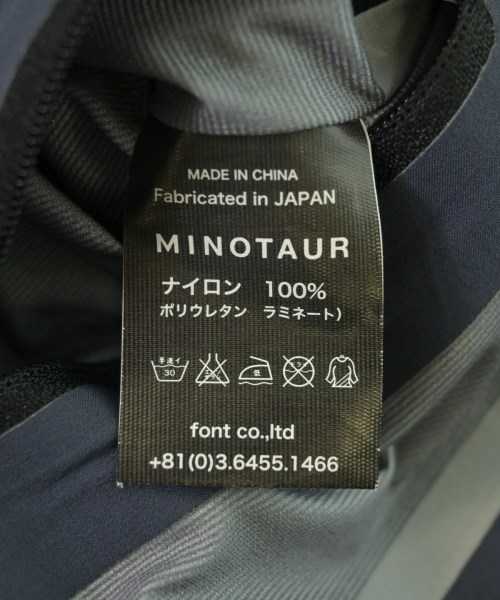 MADE IN CHINA
Fabricated in JAPAN
MINOTAUR
ナイロン 100%
ポリウレタン ラミネート)
手洗イ
30
低
font co.,ltd
+81(0)3.6455.1466